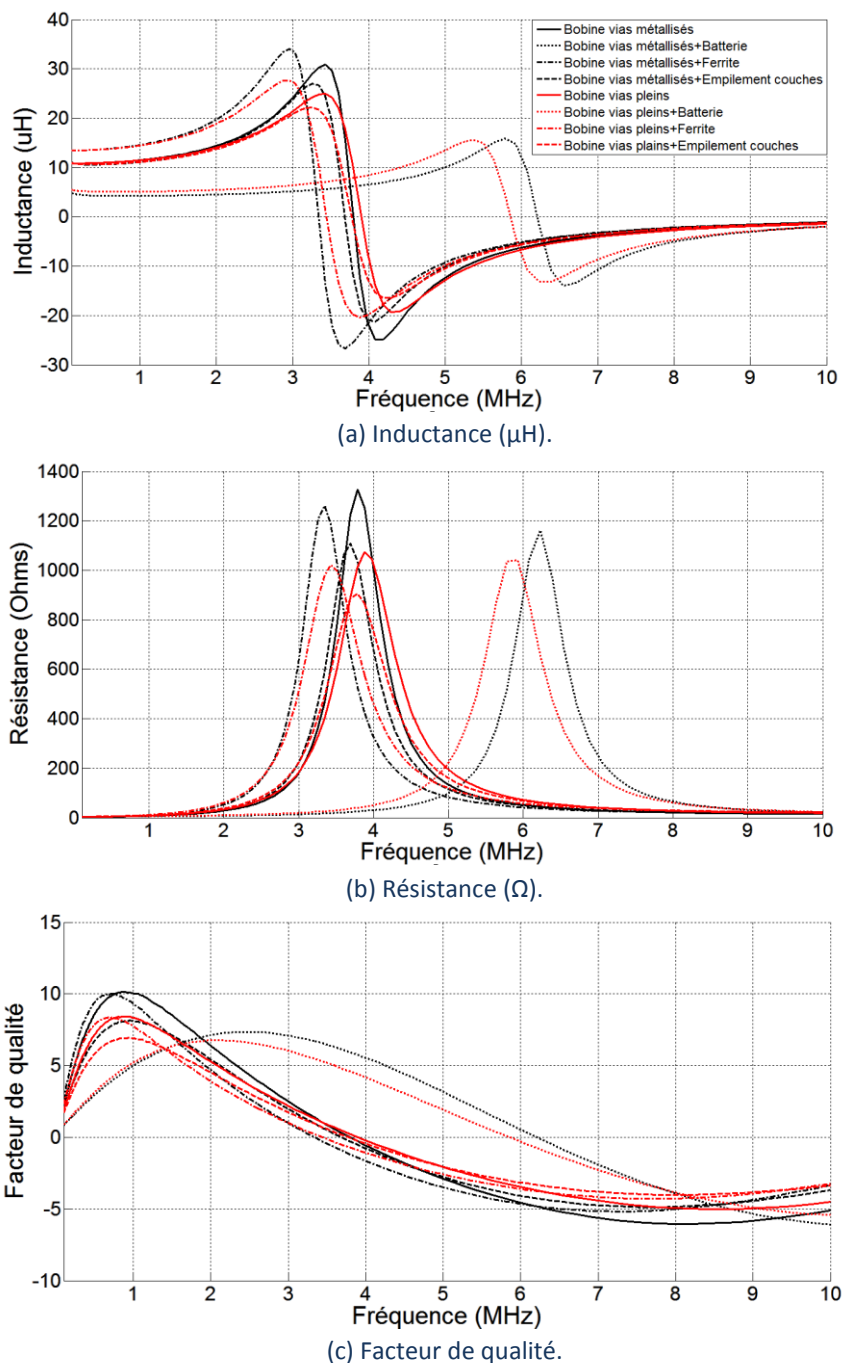 40
30
20
10
0
-10
-20
-30
Inductance (uH)
Bobine vias métallisés
Bobine vias métallisés+Batterie
Bobine vias métallisés+Ferrite
Bobine vias métallisés+Empilement couches
Bobine vias pleins
Bobine vias pleins+Batterie
Bobine vias pleins+Ferrite
Bobine vias plains+Empilement couches
1 2 3 4 5 6 7 8 9 10
Fréquence (MHz)
(a) Inductance (µH).
1400
1200
1000
800
600
400
200
0
Résistance (Ohms)
1 2 3 4 5 6 7 8 9 10
Fréquence (MHz)
(b) Résistance (Ω).
15
10
5
0
-5
-10
Facteur de qualité
1 2 3 4 5 6 7 8 9 10
Fréquence (MHz)
(c) Facteur de qualité.